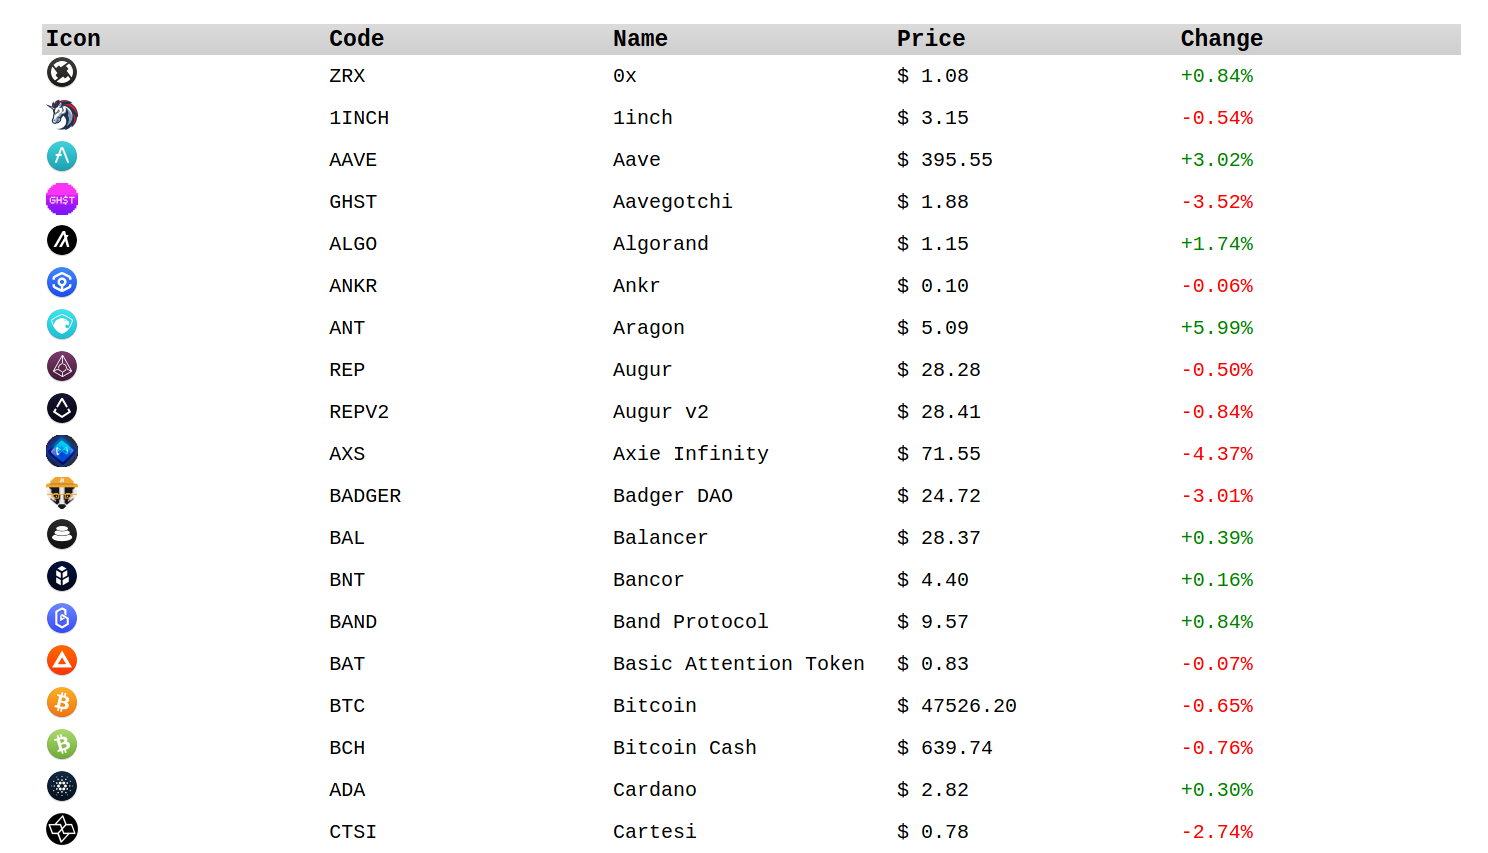 Icon Code Name Price Change
ZRX 0x $ 1.08 +0.84%
1INCH 1inch $ 3.15 -0.54%
AAVE Aave $ 395.55 +3.02%
GH$T GHST Aavegotchi $ 1.88 -3.52%
ALGO Algorand $ 1.15 +1.74%
ANKR Ankr $ 0.10 -0.06%
ANT Aragon $ 5.09 +5.99%
REP Augur $ 28.28 -0.50%
REPV2 Augur v2 $ 28.41 -0.84%
AXS Axie Infinity $ 71.55 -4.37%
BADGER Badger DAO $ 24.72 -3.01%
BAL Balancer $ 28.37 +0.39%
BNT Bancor $ 4.40 +0.16%
BAND Band Protocol $ 9.57 +0.84%
BAT Basic Attention Token $ 0.83 -0.07%
BTC Bitcoin $ 47526.20 -0.65%
BCH Bitcoin Cash $ 639.74 -0.76%
ADA Cardano $ 2.82 +0.30%
CTSI Cartesi $ 0.78 -2.74%